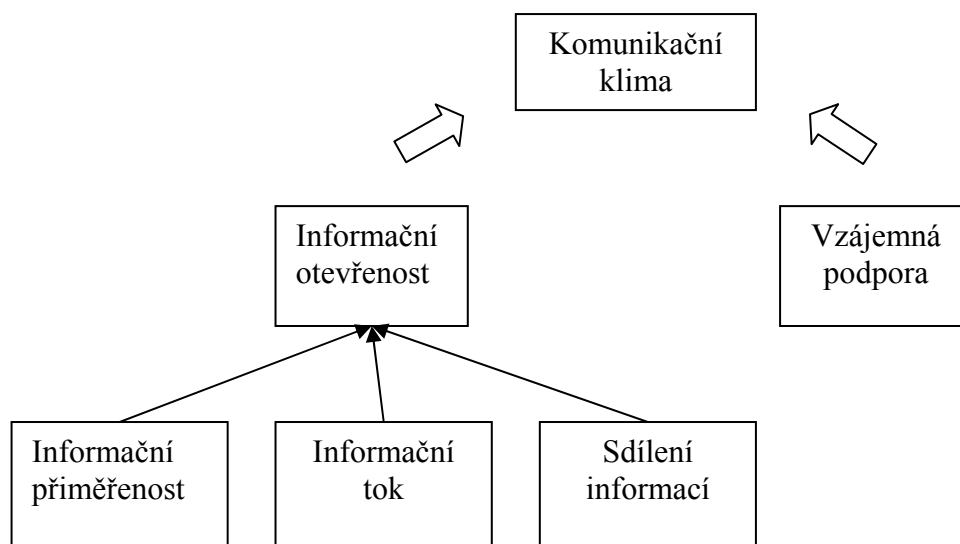 Komunikační
klima
Informační
otevřenost
Vzájemná
podpora
Informační
přiměřenost
Informační
tok
Sdílení
informací